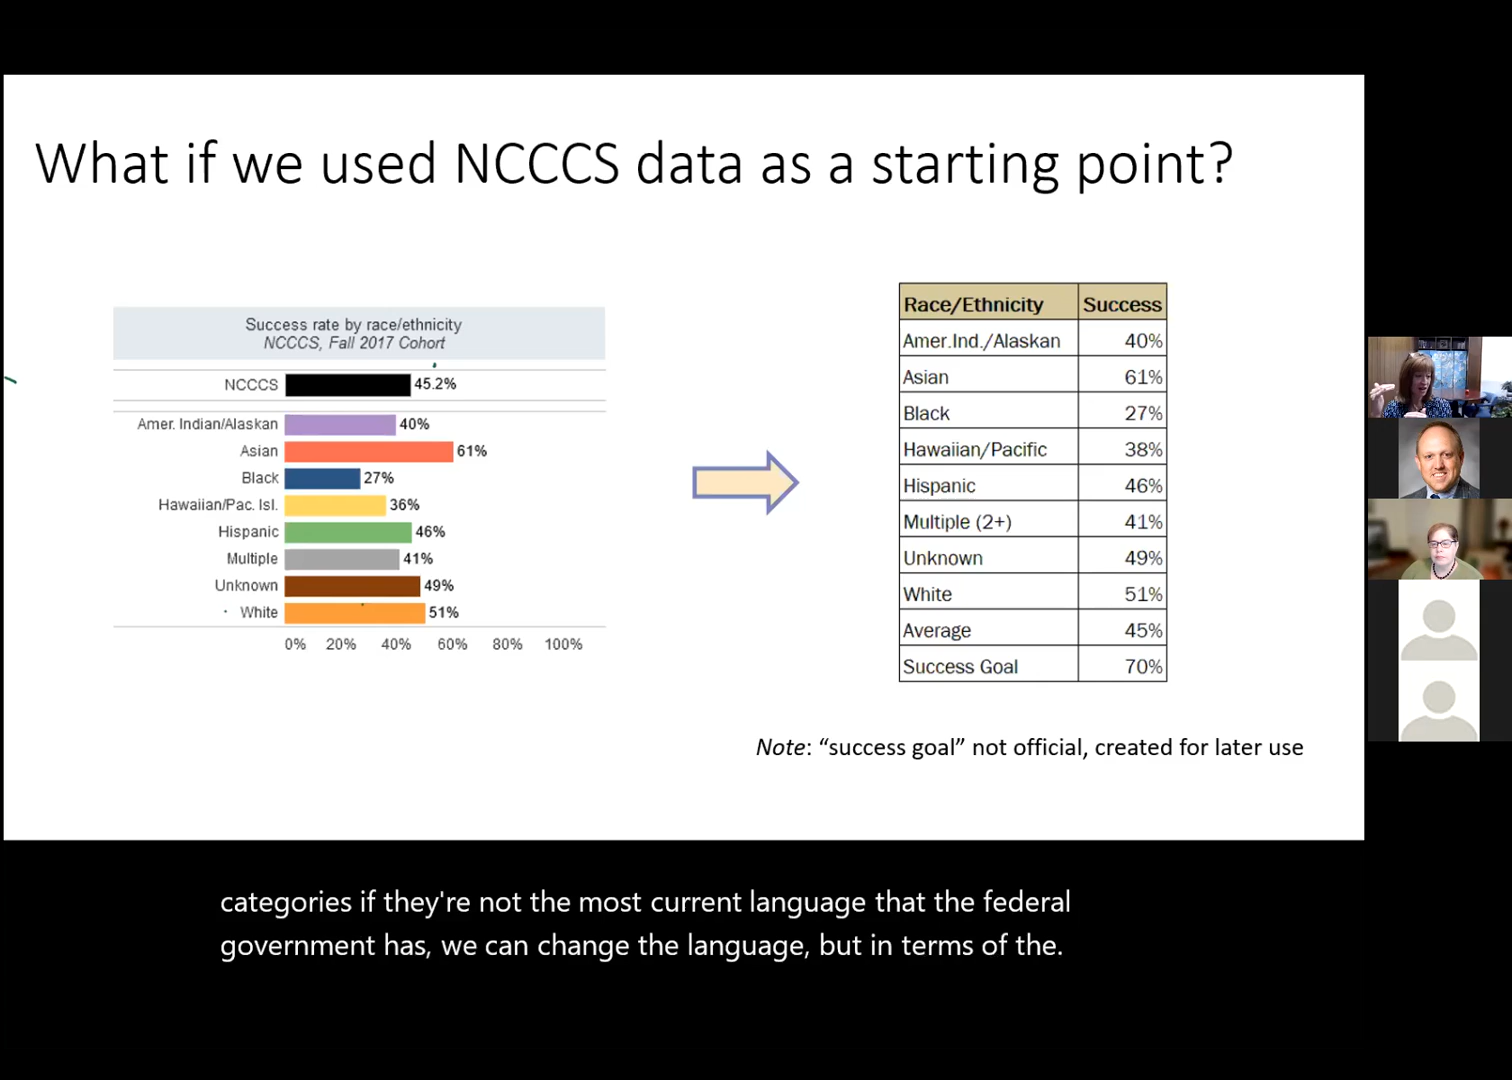 What if we used NCCCS data as a starting point?
Success rate by race/ethnicity
NCCCS, Fall 2017 Cohort
NCCCS 45.2%
Amer. Indian/Alaskan 40%
Asian 61%
Black 27%
Hawaiian/Pac. Isl. 36%
Hispanic 46%
Multiple 41%
Unknown 49%
White 51%
0% 20% 40% 60% 80% 100%
Race/Ethnicity Success
Amer.Ind./Alaskan 40%
Asian 61%
Black 27%
Hawaiian/Pacific 38%
Hispanic 46%
Multiple (2+) 41%
Unknown 49%
White 51%
Average 45%
Success Goal 70%
Note: “success goal” not official, created for later use
categories if they're not the most current language that the federal
government has, we can change the language, but in terms of the.